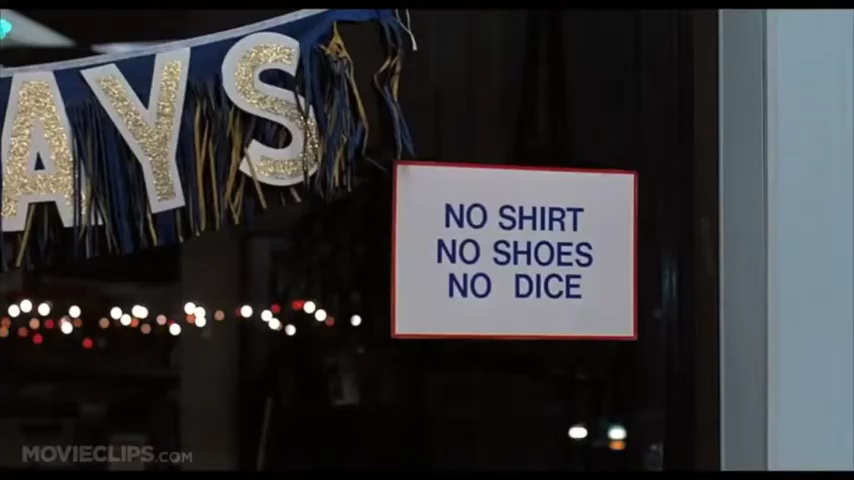 AYS
NO SHIRT
NO SHOES
NO DICE
MOVIECLIPS.COM